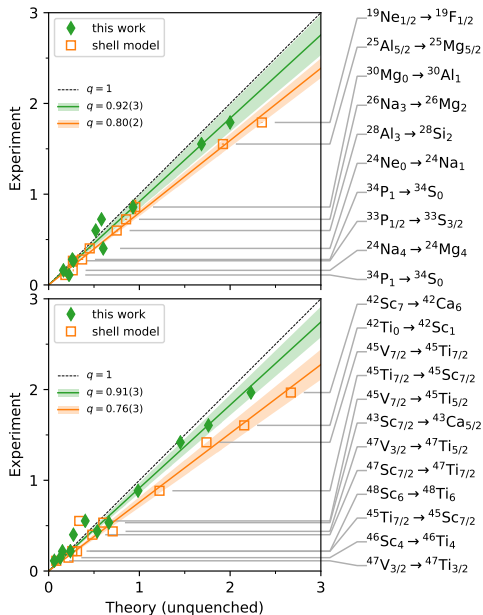 3
this work
shell model
q = 1
q = 0.92(3)
q = 0.80(2)
2
1
0
Experiment
¹⁹Ne₁/₂ → ¹⁹F₁/₂
²⁵Al₅/₂ → ²⁵Mg₅/₂
³⁰Mg₀ → ³⁰Al₁
²⁶Na₃ → ²⁶Mg₂
²⁸Al₃ → ²⁸Si₂
²⁴Ne₀ → ²⁴Na₁
³⁴P₁ → ³⁴S₀
³³P₁/₂ → ³³S₃/₂
²⁴Na₄ → ²⁴Mg₄
³⁴P₁ → ³⁴S₀
3
this work
shell model
q = 1
q = 0.91(3)
q = 0.76(3)
2
1
0
Experiment
0
1
2
3
Theory (unquenched)
⁴²Sc₇ → ⁴²Ca₆
⁴²Ti₀ → ⁴²Sc₁
⁴⁵V₇/₂ → ⁴⁵Ti₇/₂
⁴⁵Ti₇/₂ → ⁴⁵Sc₇/₂
⁴⁵V₇/₂ → ⁴⁵Ti₅/₂
⁴³Sc₇/₂ → ⁴³Ca₅/₂
⁴⁷V₃/₂ → ⁴⁷Ti₅/₂
⁴⁷Sc₇/₂ → ⁴⁷Ti₇/₂
⁴⁸Sc₆ → ⁴⁸Ti₆
⁴⁵Ti₇/₂ → ⁴⁵Sc₇/₂
⁴⁶Sc₄ → ⁴⁶Ti₄
⁴⁷V₃/₂ → ⁴⁷Ti₃/₂